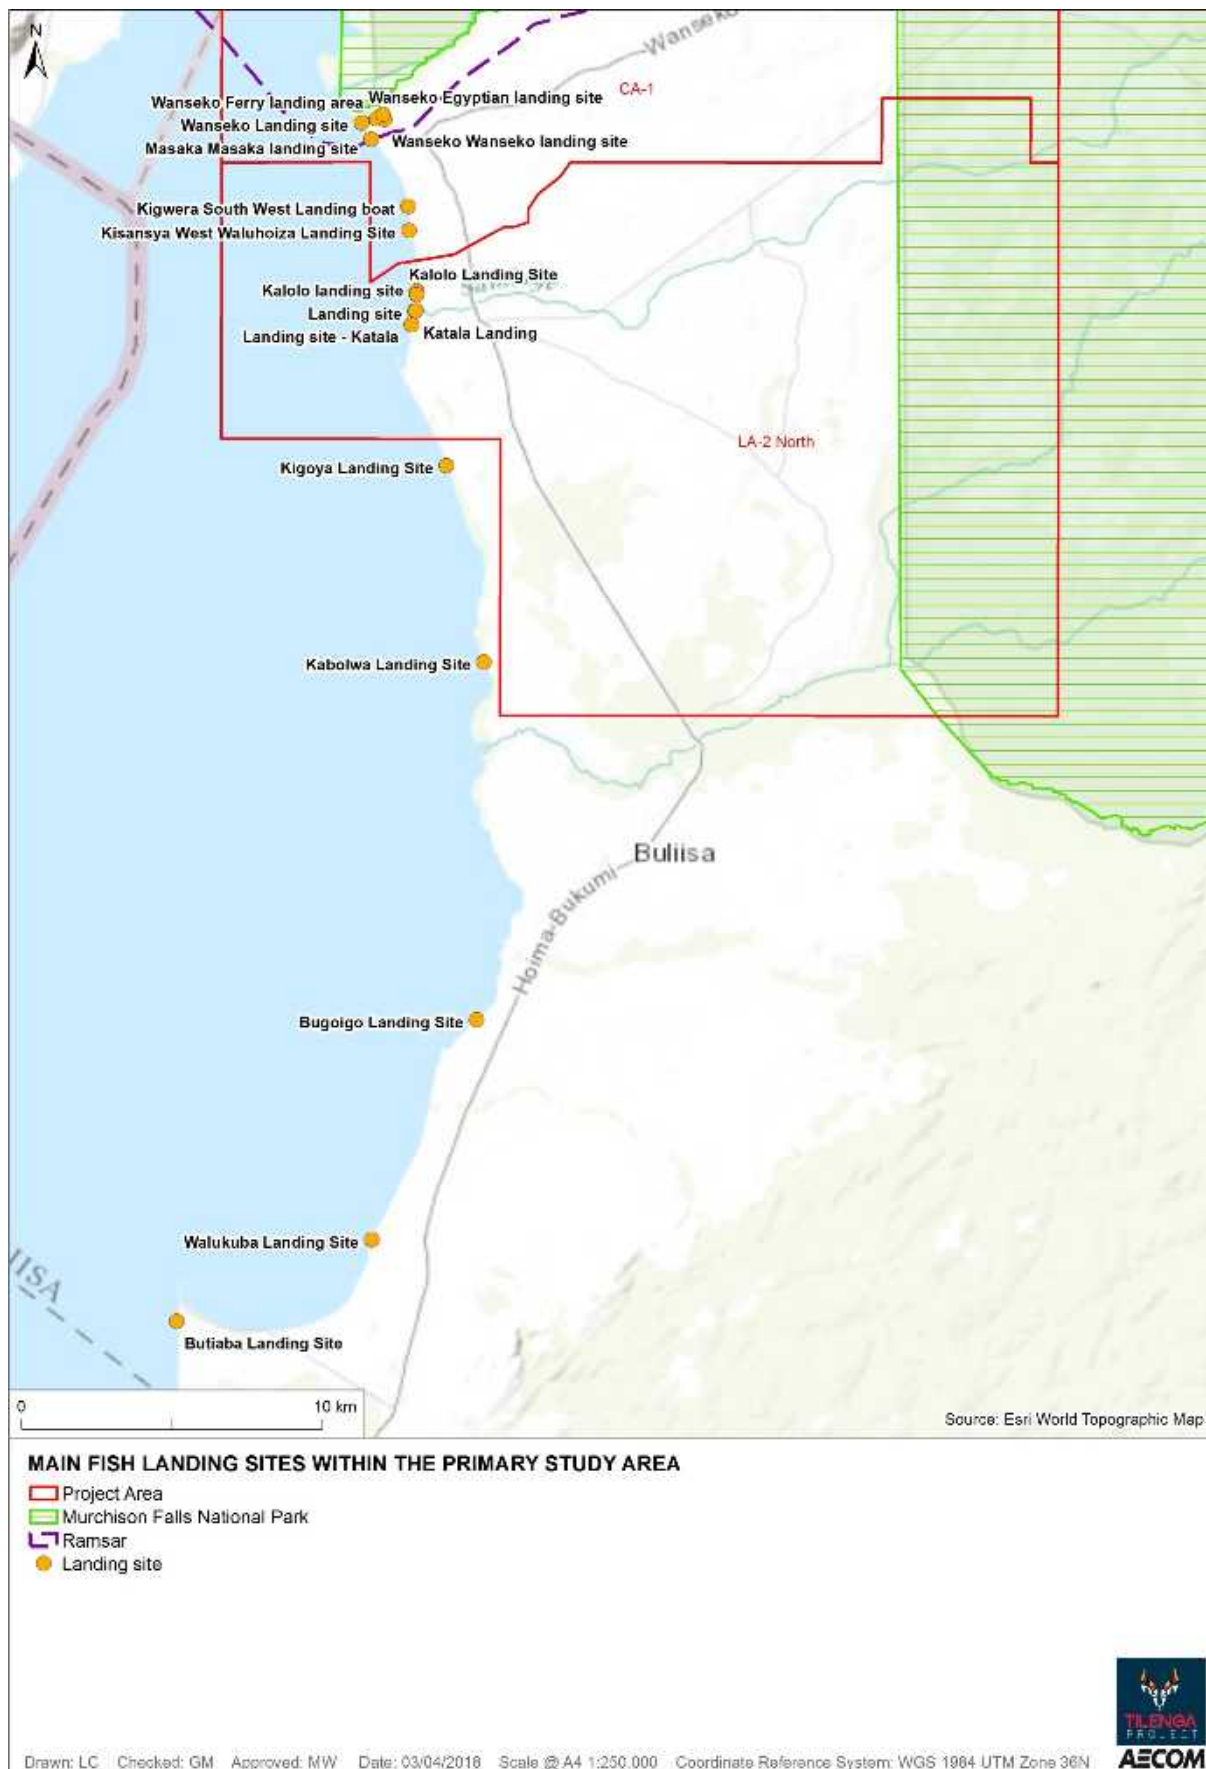 N
Wanseko
CA-1
Wanseko Ferry landing area
Wanseko Egyptian landing site
Wanseko Landing site
Masaka Masaka landing site
Wanseko Wanseko landing site
Kigwera South West Landing boat
Kisansya West Waluhoiza Landing Site
Kalolo Landing Site
Kalolo landing site
Landing site
Landing site - Katala
Katala Landing
LA-2 North
Kigoya Landing Site
Kabolwa Landing Site
Buliisa
Hoima-Bukumi
Bugoigo Landing Site
Walukuba Landing Site
IISA
Butiaba Landing Site
0 10 km
Source: Esri World Topographic Map
MAIN FISH LANDING SITES WITHIN THE PRIMARY STUDY AREA
Project Area
Murchison Falls National Park
Ramsar
Landing site
TILENGA
PROJECT
AECOM
Drawn: LC Checked: GM Approved: MW Date: 03/04/2018 Scale @ A4 1:250,000 Coordinate Reference System: WGS 1984 UTM Zone 36N